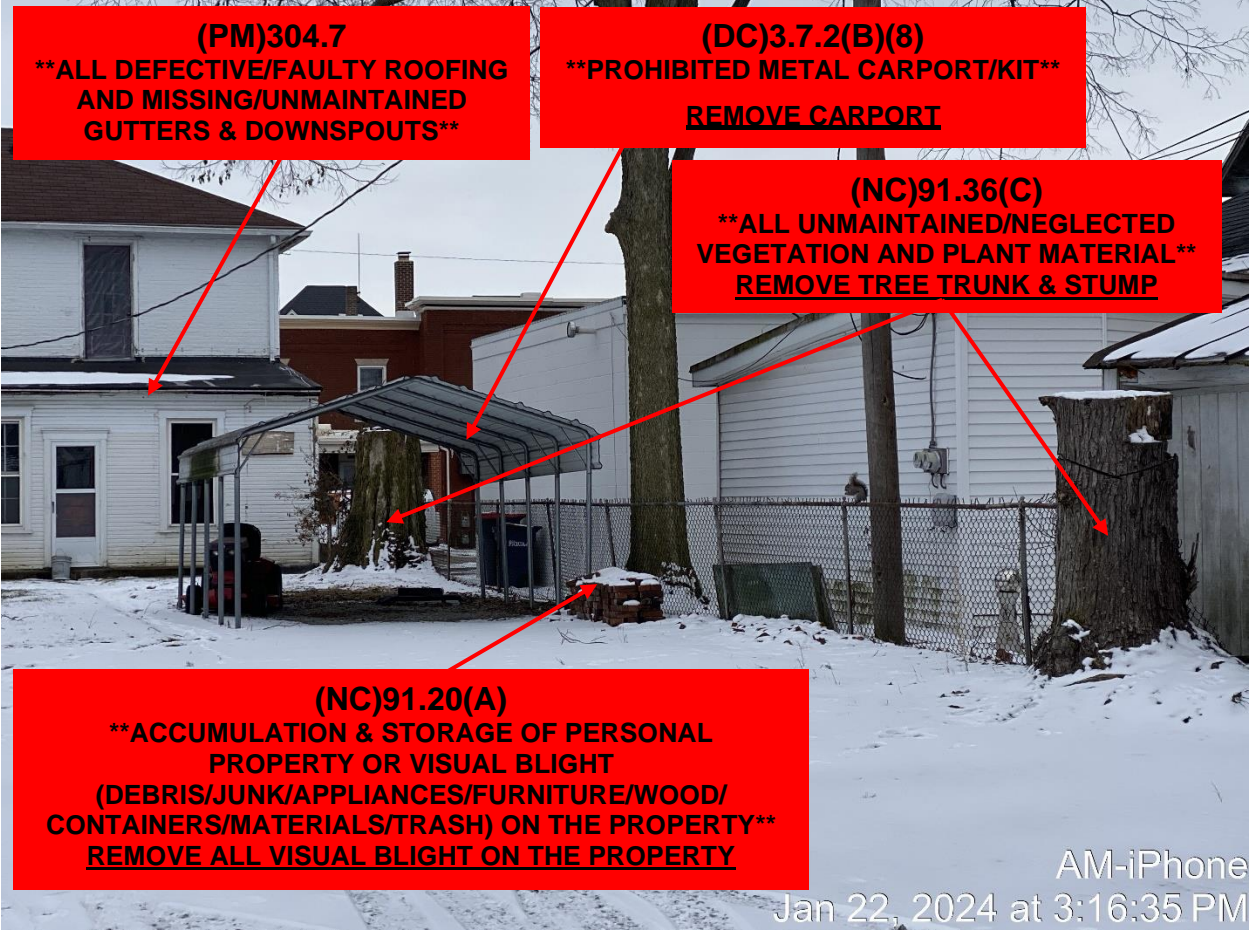 (PM)304.7
**ALL DEFECTIVE/FAULTY ROOFING
AND MISSING/UNMAINTAINED
GUTTERS & DOWNSPOUTS**
(DC)3.7.2(B)(8)
**PROHIBITED METAL CARPORT/KIT**
REMOVE CARPORT
(NC)91.36(C)
**ALL UNMAINTAINED/NEGLECTED
VEGETATION AND PLANT MATERIAL**
REMOVE TREE TRUNK & STUMP
(NC)91.20(A)
**ACCUMULATION & STORAGE OF PERSONAL
PROPERTY OR VISUAL BLIGHT
(DEBRIS/JUNK/APPLIANCES/FURNITURE/WOOD/
CONTAINERS/MATERIALS/TRASH) ON THE PROPERTY**
REMOVE ALL VISUAL BLIGHT ON THE PROPERTY
AM-iPhone
Jan 22, 2024 at 3:16:35 PM